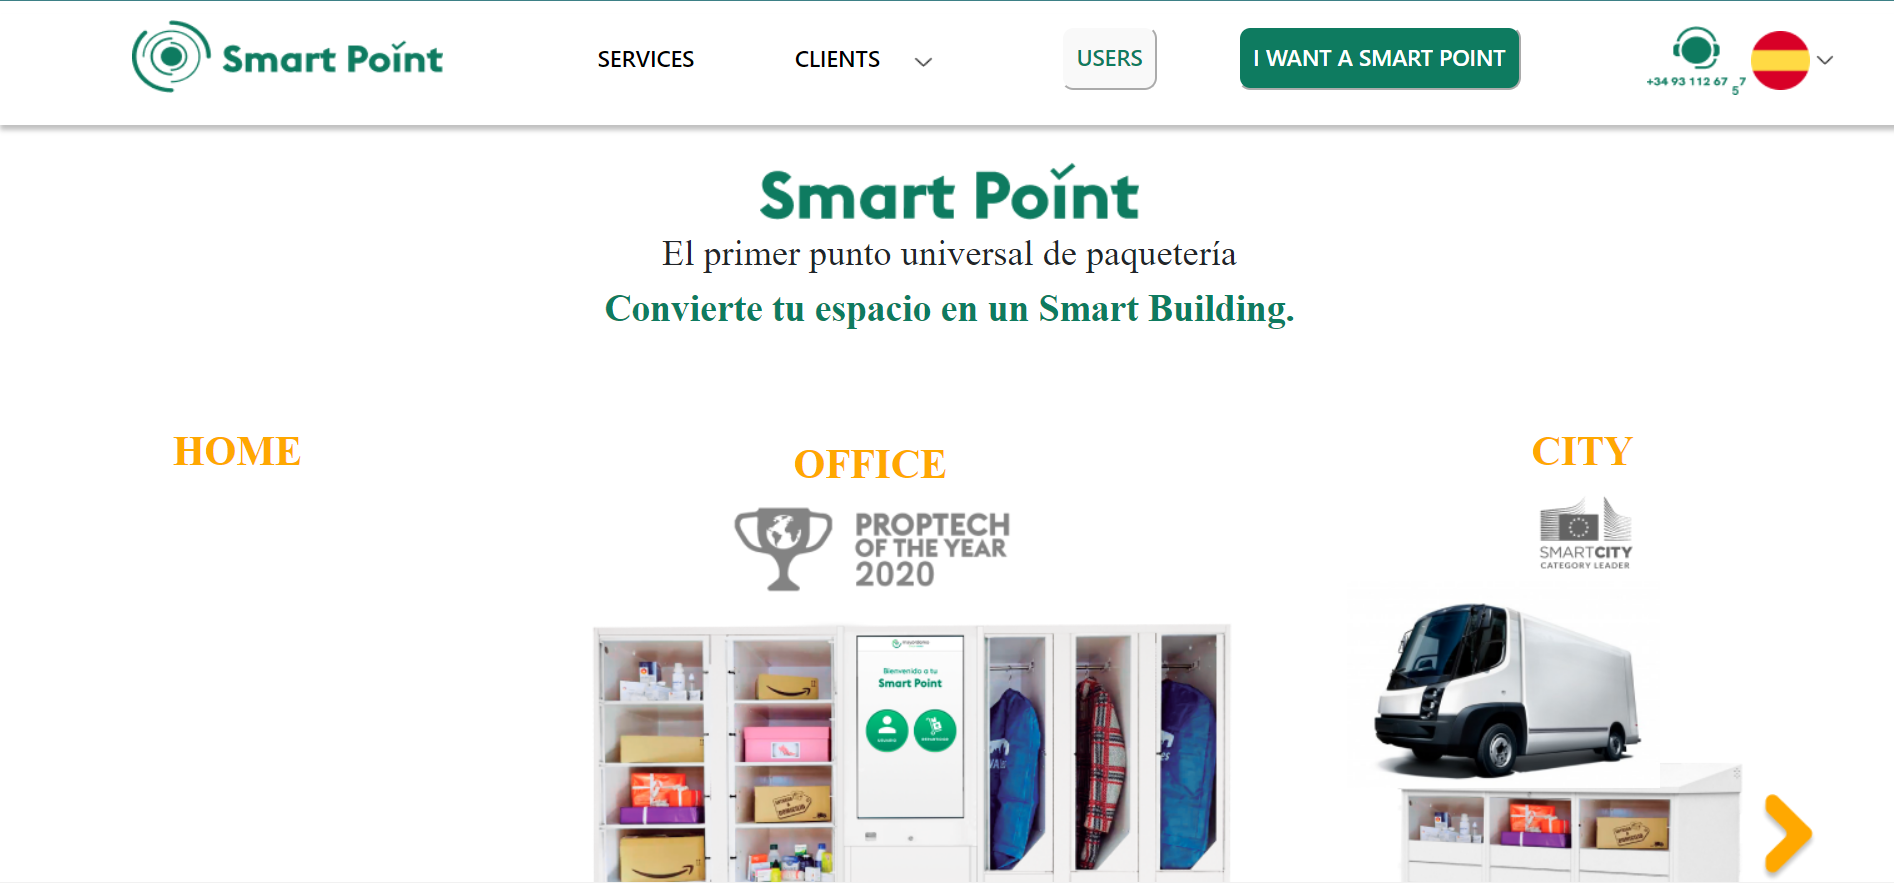 Smart Point
SERVICES
CLIENTS
USERS
I WANT A SMART POINT
+34 93 112 67 57
Smart Point
El primer punto universal de paquetería
Convierte tu espacio en un Smart Building.
HOME
OFFICE
CITY
PROPTECH
OF THE YEAR
2020
SMARTCITY
CATEGORY LEADER
Bienvenido a tu
Smart Point